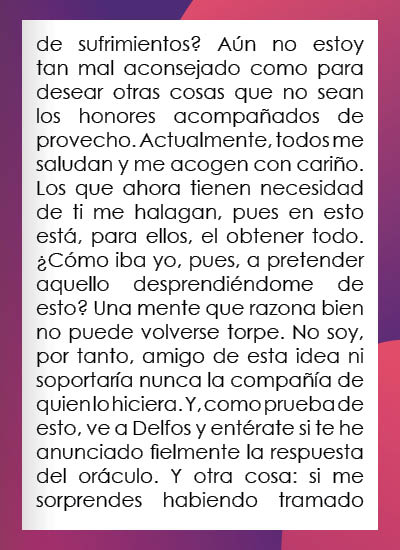 de sufrimientos? Aún no estoy
tan mal aconsejado como para
desear otras cosas que no sean
los honores acompañados de
provecho. Actualmente, todos me
saludan y me acogen con cariño.
Los que ahora tienen necesidad
de ti me halagan, pues en esto
está, para ellos, el obtener todo.
¿Cómo iba yo, pues, a pretender
aquello desprendiéndome de
esto? Una mente que razona bien
no puede volverse torpe. No soy,
por tanto, amigo de esta idea ni
soportaría nunca la compañía de
quien lo hiciera. Y, como prueba de
esto, ve a Delfos y entérate si te he
anunciado fielmente la respuesta
del oráculo. Y otra cosa: si me
sorprendes habiendo tramado